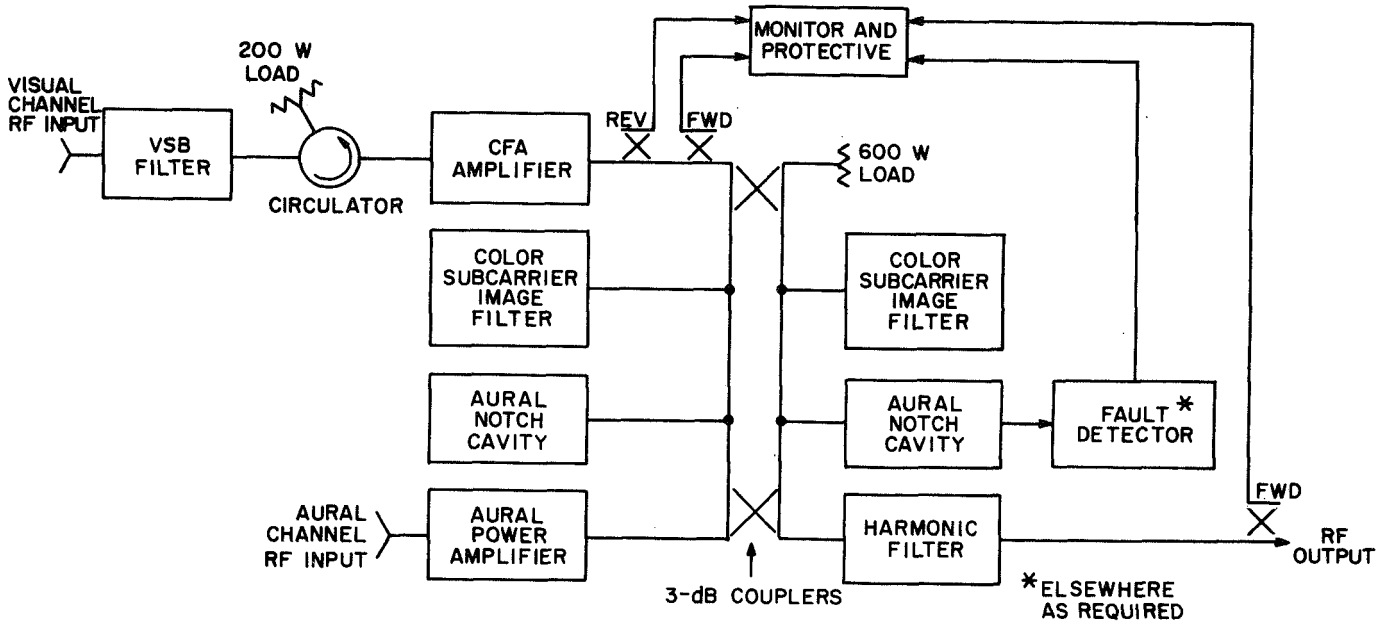 200 W
LOAD
VISUAL
CHANNEL
RF INPUT
VSB
FILTER
CIRCULATOR
CFA
AMPLIFIER
REV
FWD
MONITOR AND
PROTECTIVE
600 W
LOAD
COLOR
SUBCARRIER
IMAGE
FILTER
COLOR
SUBCARRIER
IMAGE
FILTER
AURAL
NOTCH
CAVITY
AURAL
NOTCH
CAVITY
FAULT *
DETECTOR
AURAL
CHANNEL
RF INPUT
AURAL
POWER
AMPLIFIER
HARMONIC
FILTER
FWD
RF
OUTPUT
3-dB COUPLERS
*ELSEWHERE
AS REQUIRED